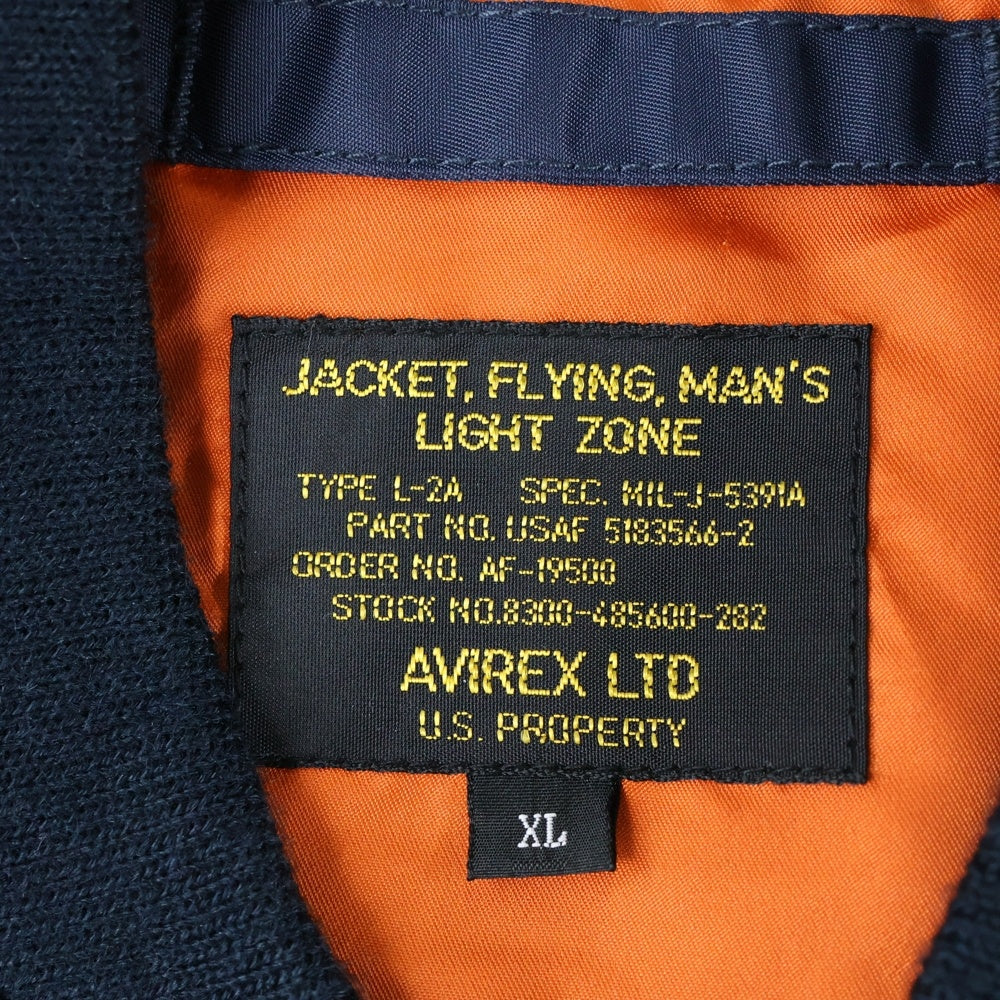 JACKET, FLYING, MAN'S
LIGHT ZONE
TYPE L-2A SPEC. MIL-J-5391A
PART NO. USAF 5183566-2
ORDER NO. AF-19500
STOCK NO.8300-485600-282
AVIREX LTD
U.S. PROPERTY
XL